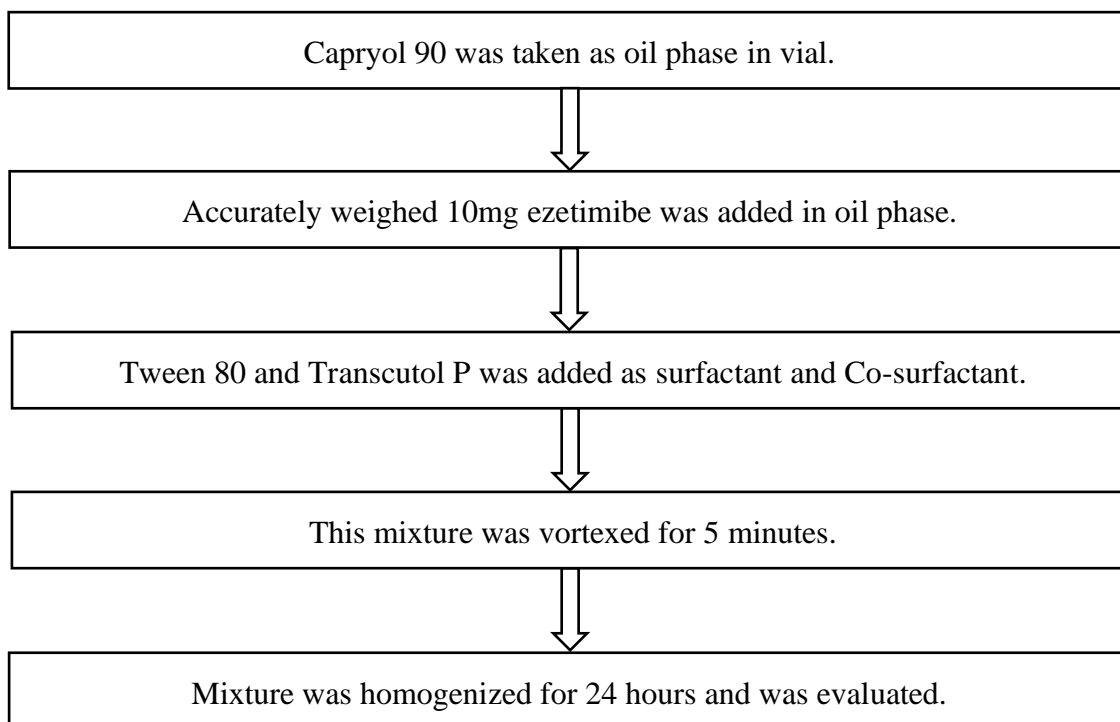 Capryol 90 was taken as oil phase in vial.
Accurately weighed 10mg ezetimibe was added in oil phase.
Tween 80 and Transcutol P was added as surfactant and Co-surfactant.
This mixture was vortexed for 5 minutes.
Mixture was homogenized for 24 hours and was evaluated.